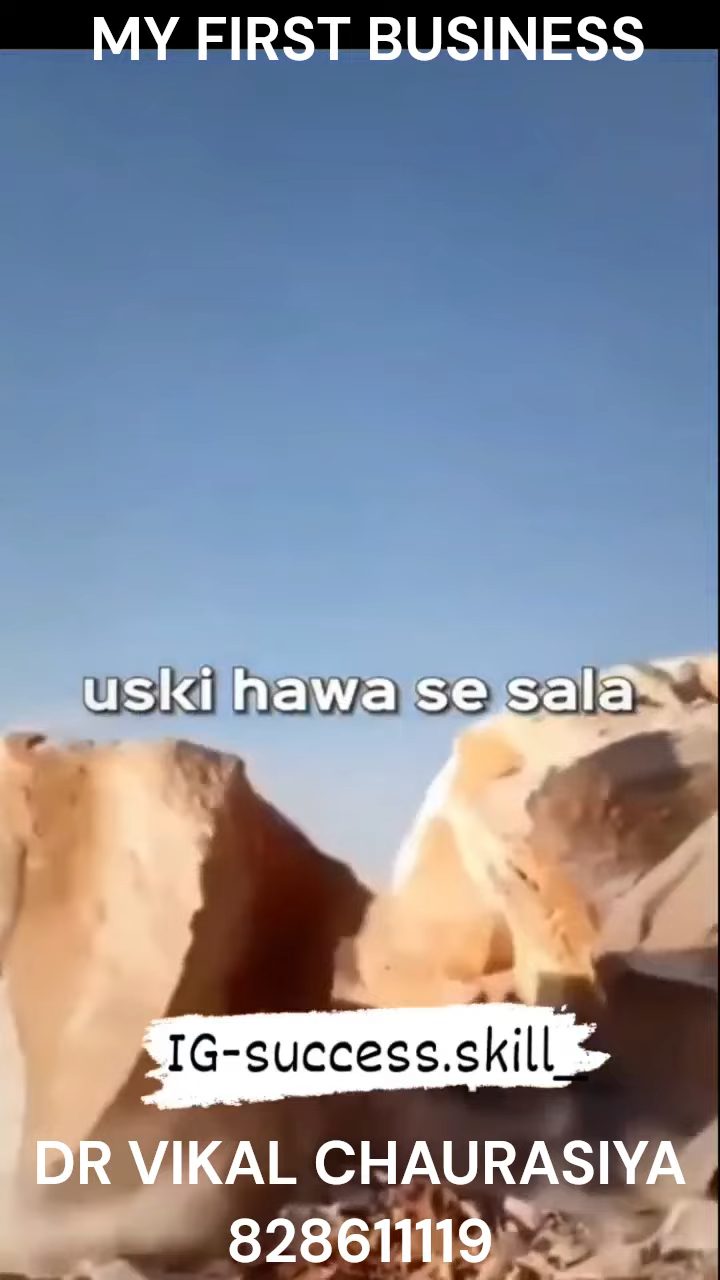 MY FIRST BUSINESS
uski hawa se sala
IG-success.skill_
DR VIKAL CHAURASIYA
828611119